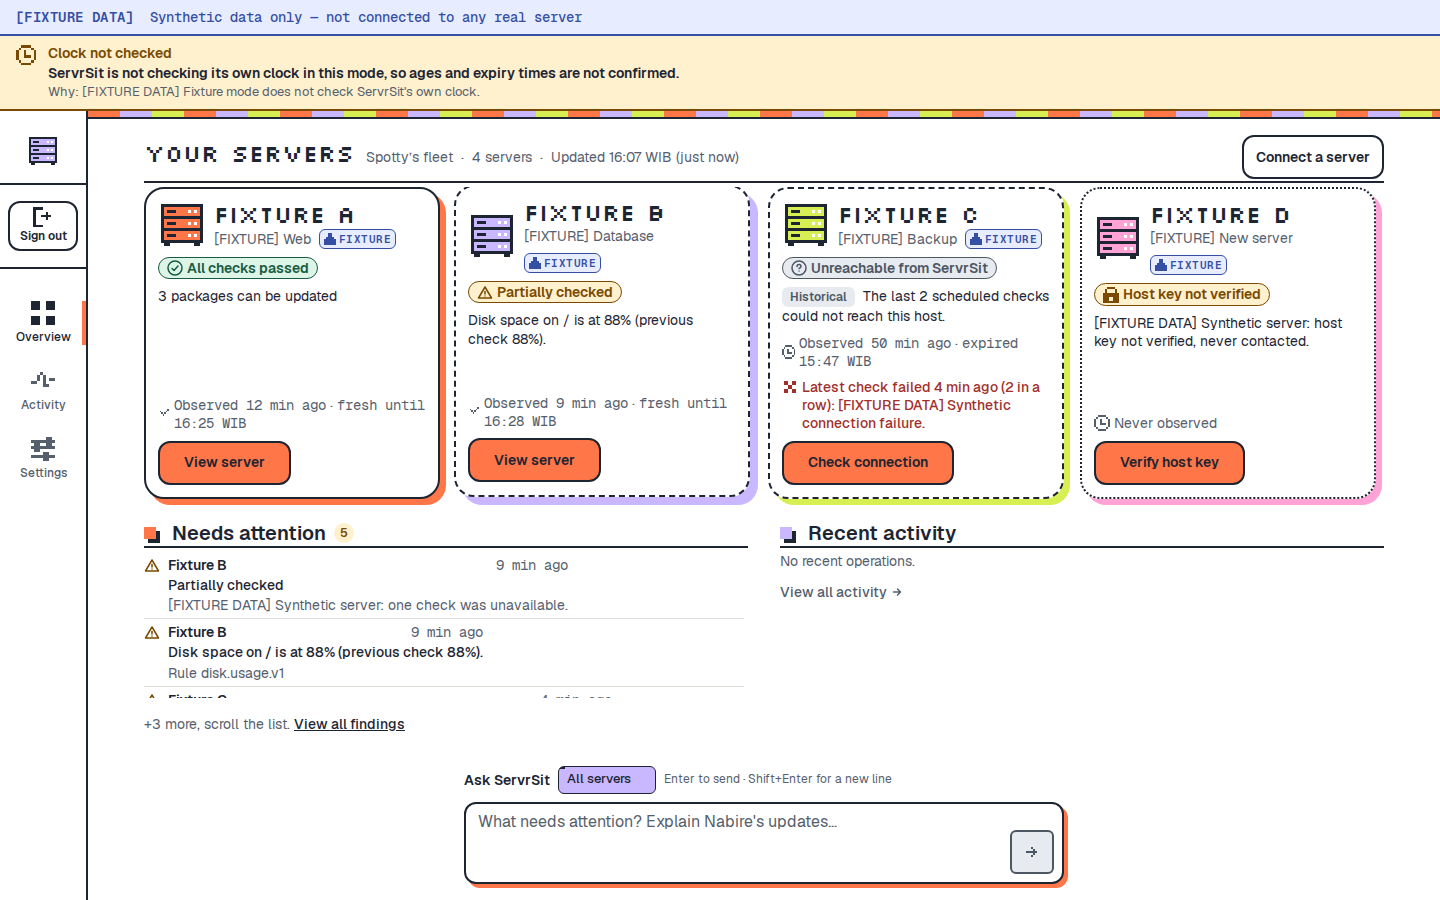 [FIXTURE DATA] Synthetic data only — not connected to any real server
Clock not checked
ServrSit is not checking its own clock in this mode, so ages and expiry times are not confirmed.
Why: [FIXTURE DATA] Fixture mode does not check ServrSit's own clock.
Sign out
Overview
Activity
Settings
YOUR SERVERS Spotty's fleet · 4 servers · Updated 16:07 WIB (just now)
Connect a server
FIXTURE A
[FIXTURE] Web FIXTURE
All checks passed
3 packages can be updated
Observed 12 min ago · fresh until
16:25 WIB
View server
FIXTURE B
[FIXTURE] Database
FIXTURE
Partially checked
Disk space on / is at 88% (previous
check 88%).
Observed 9 min ago · fresh until
16:28 WIB
View server
FIXTURE C
[FIXTURE] Backup FIXTURE
Unreachable from ServrSit
Historical The last 2 scheduled checks
could not reach this host.
Observed 50 min ago · expired
15:47 WIB
Latest check failed 4 min ago (2 in a
row): [FIXTURE DATA] Synthetic
connection failure.
Check connection
FIXTURE D
[FIXTURE] New server
FIXTURE
Host key not verified
[FIXTURE DATA] Synthetic server: host
key not verified, never contacted.
Never observed
Verify host key
Needs attention 5
Fixture B 9 min ago
Partially checked
[FIXTURE DATA] Synthetic server: one check was unavailable.
Fixture B 9 min ago
Disk space on / is at 88% (previous check 88%).
Rule disk.usage.v1
+3 more, scroll the list. View all findings
Recent activity
No recent operations.
View all activity →
Ask ServrSit All servers Enter to send · Shift+Enter for a new line
What needs attention? Explain Nabire's updates...